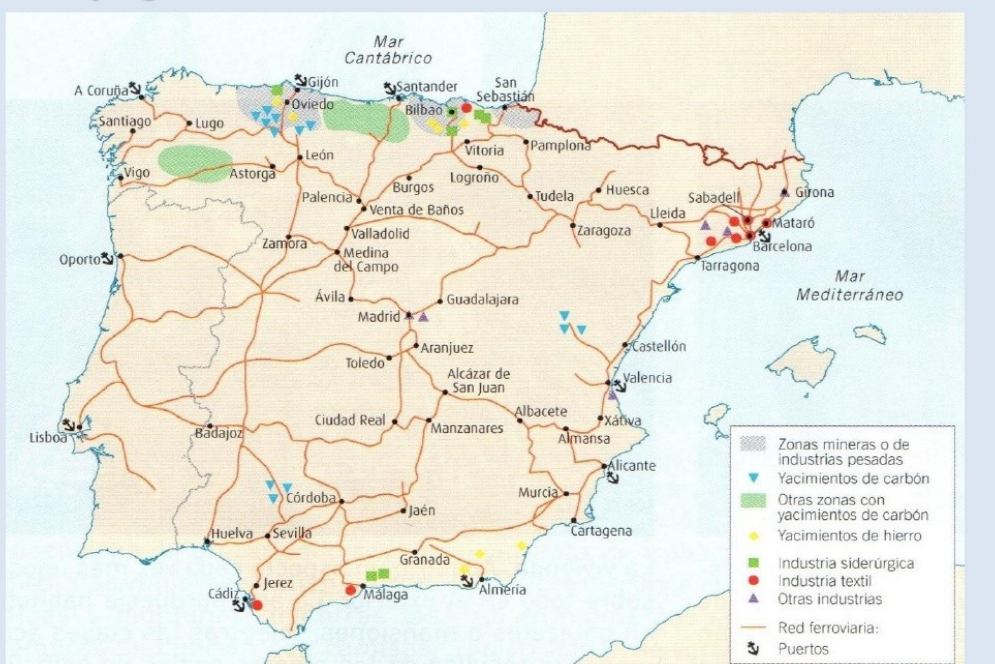 Mar
Cantábrico
A Coruña
Gijón
Santander
San
Sebastián
Oviedo
Bilbao
Santiago
Lugo
Vitoria
Pamplona
León
Vigo
Astorga
Logroño
Burgos
Palencia
Tudela
Huesca
Sabadell
Girona
Venta de Baños
Lleida
Mataró
Zaragoza
Valladolid
Zamora
Barcelona
Medina
del Campo
Oporto
Tarragona
Mar
Mediterráneo
Ávila
Guadalajara
Madrid
Aranjuez
Castellón
Toledo
Valencia
Alcázar de
San Juan
Ciudad Real
Manzanares
Albacete
Xátiva
Almansa
Lisboa
Badajoz
Alicante
Murcia
Córdoba
Jaén
Cartagena
Huelva
Sevilla
Granada
Jerez
Cádiz
Málaga
Almería
Zonas mineras o de
industrias pesadas
Yacimientos de carbón
Otras zonas con
yacimientos de carbón
Yacimientos de hierro
Industria siderúrgica
Industria textil
Otras industrias
Red ferroviaria:
Puertos